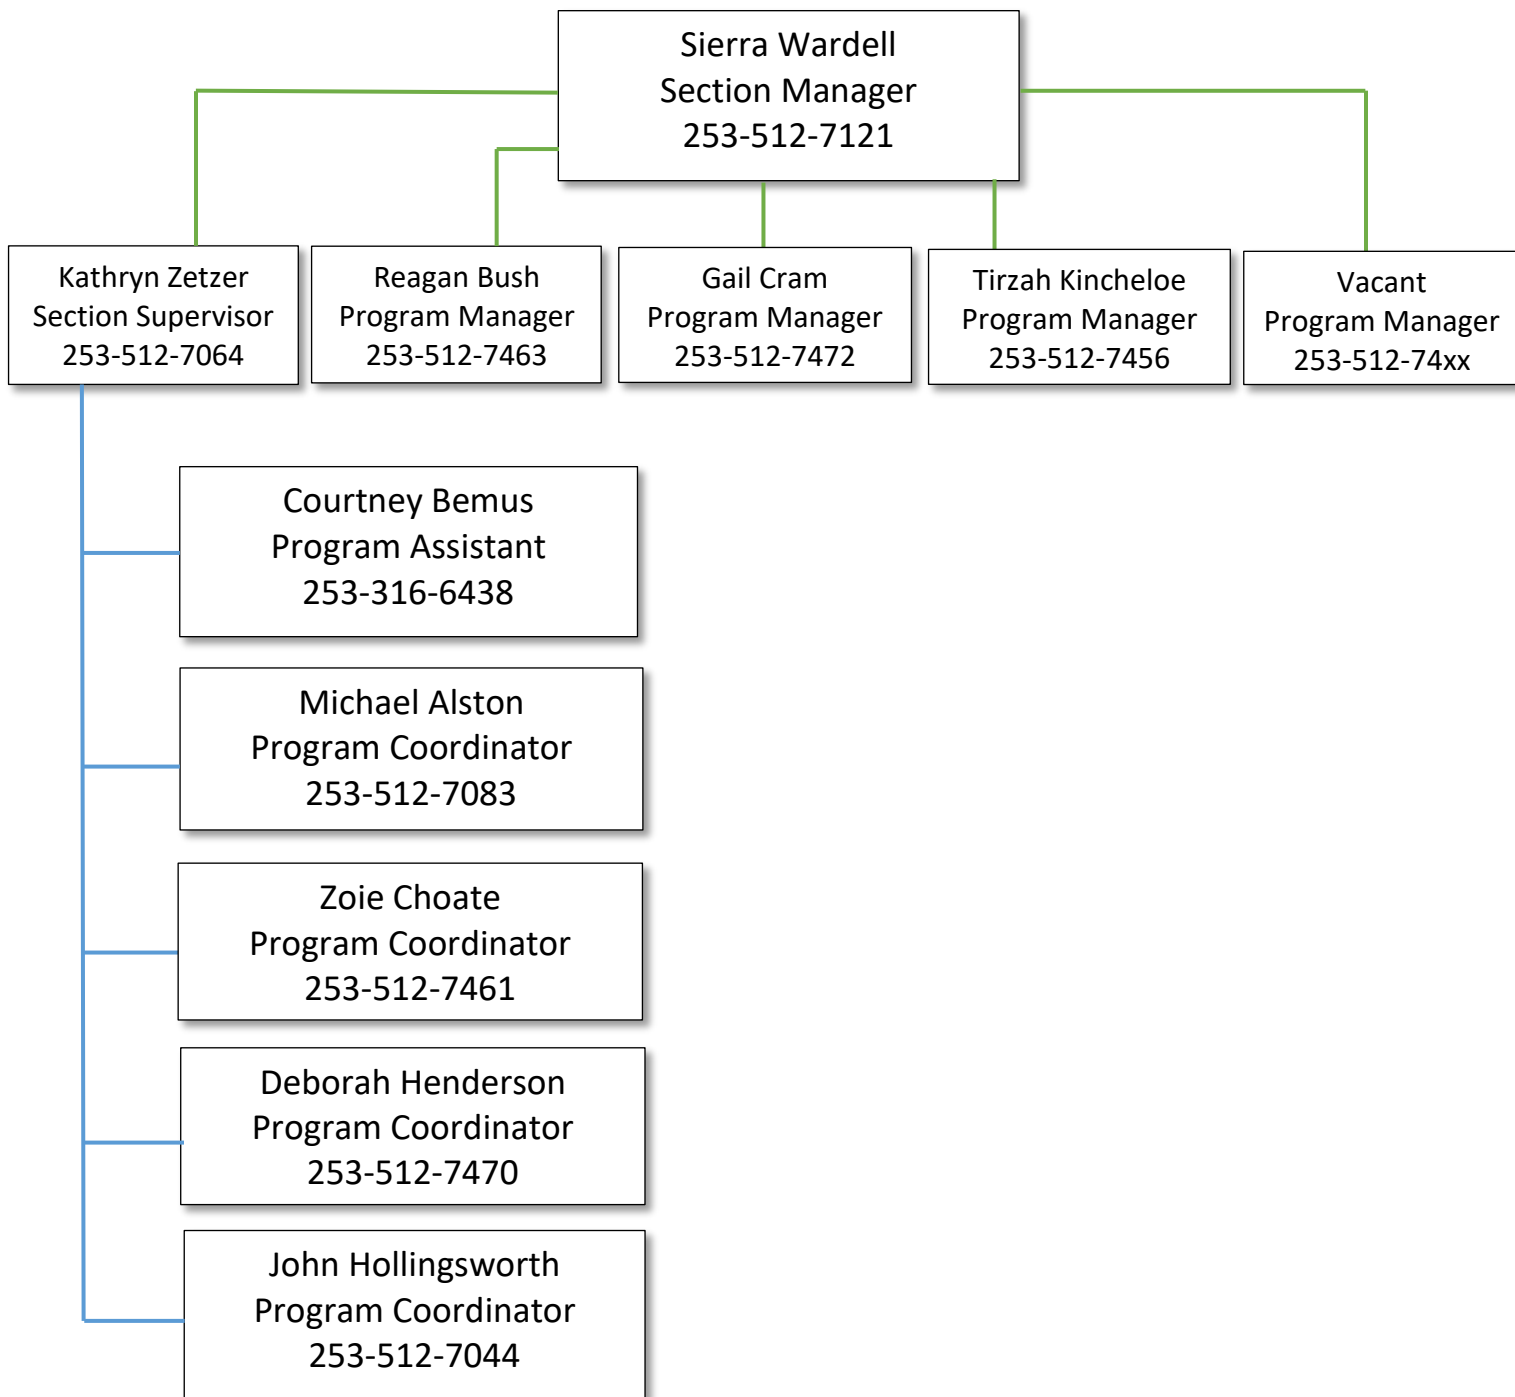 Sierra Wardell
Section Manager
253-512-7121
Kathryn Zetzer
Section Supervisor
253-512-7064
Reagan Bush
Program Manager
253-512-7463
Gail Cram
Program Manager
253-512-7472
Tirzah Kincheloe
Program Manager
253-512-7456
Vacant
Program Manager
253-512-74xx
Courtney Bemus
Program Assistant
253-316-6438
Michael Alston
Program Coordinator
253-512-7083
Zoie Choate
Program Coordinator
253-512-7461
Deborah Henderson
Program Coordinator
253-512-7470
John Hollingsworth
Program Coordinator
253-512-7044